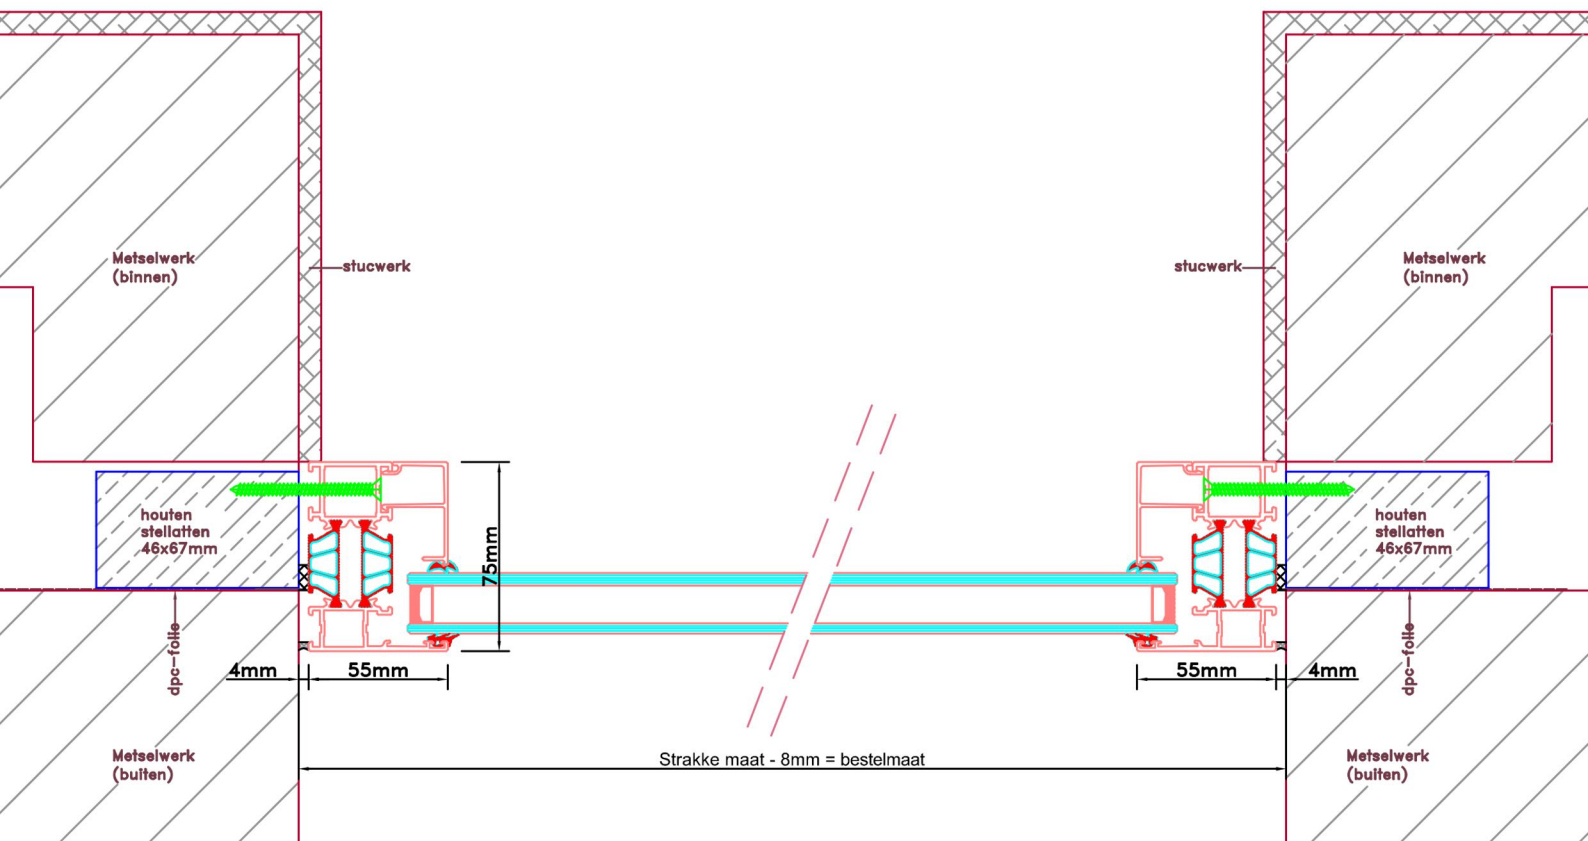 Metselwerk
(binnen)
stucwerk
stucwerk
Metselwerk
(binnen)
houten
stellatten
46x67mm
75mm
houten
stellatten
46x67mm
dpc-folie
4mm
55mm
55mm
4mm
dpc-folie
Metselwerk
(buiten)
Strakke maat - 8mm = bestelmaat
Metselwerk
(buiten)